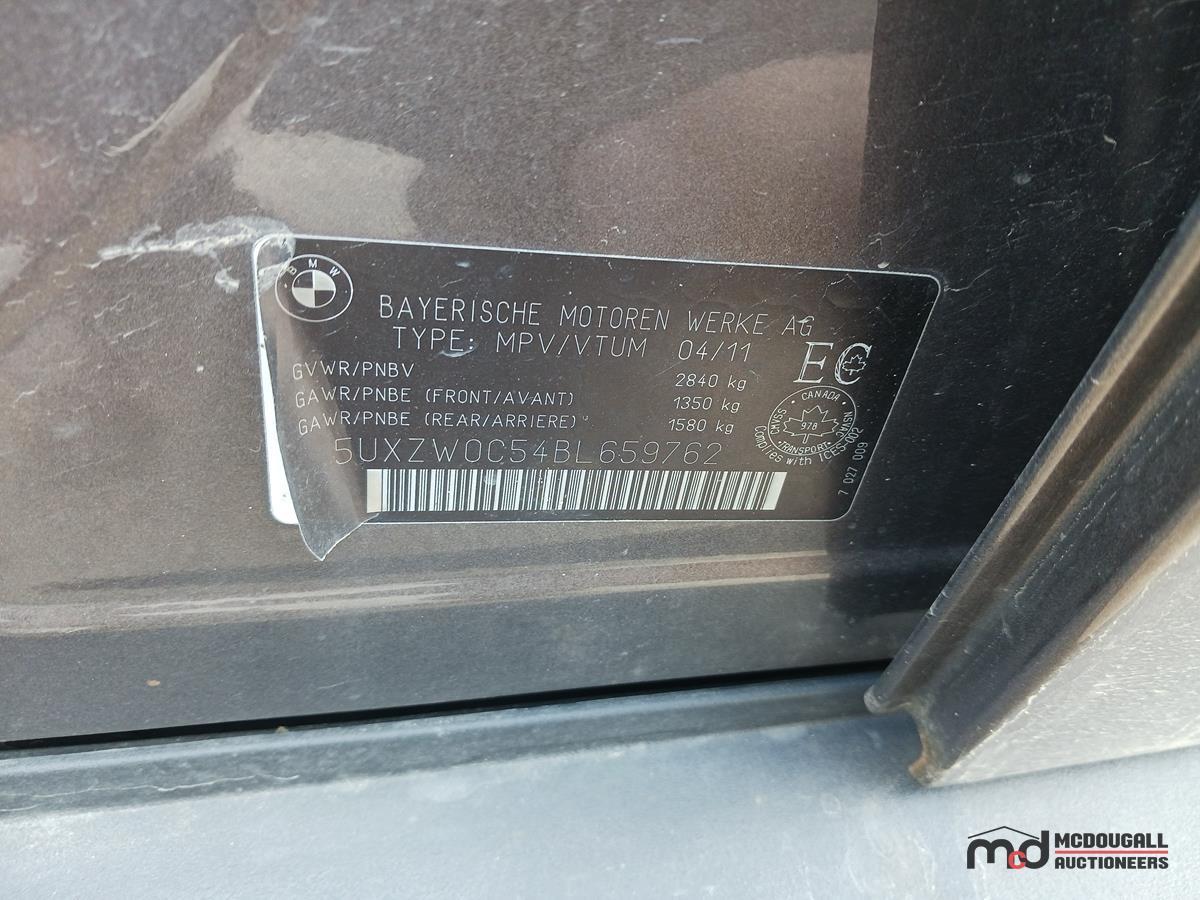 BMW
BAYERISCHE MOTOREN WERKE AG
TYPE: MPV/VTUM 04/11
GVWR/PNBV 2840 kg
GAWR/PNBE (FRONT/AVANT) 1350 kg
GAWR/PNBE (REAR/ARRIERE) 1580 kg
5UXZW0C54BL659762
EC
CANADA
CMVSS
NSVAC
978
TRANSPORT
Complies with ICES-002
7 027 009
md MCDOUGALL
AUCTIONEERS